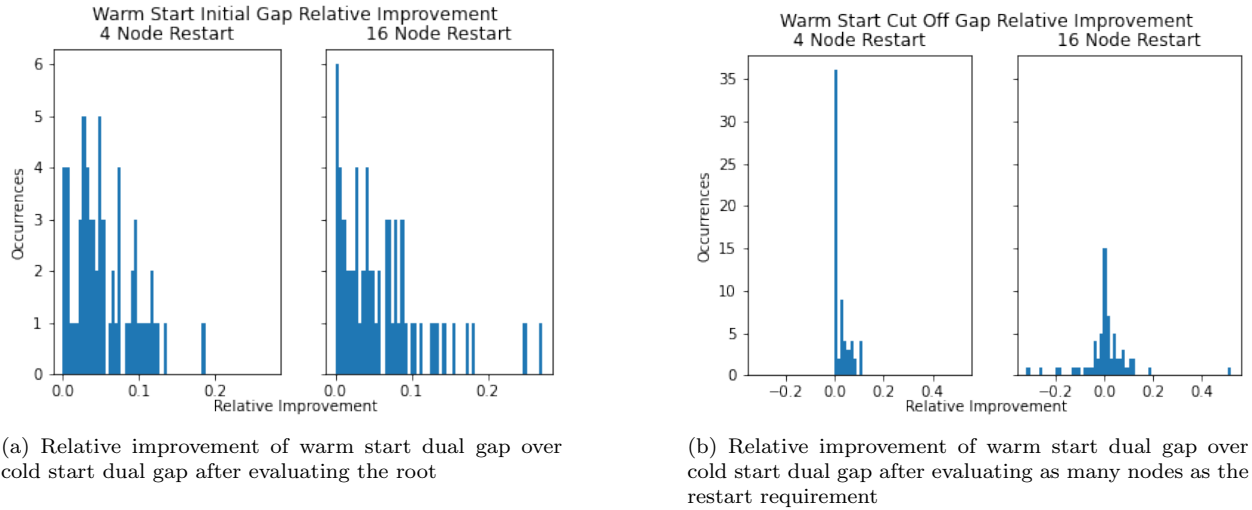 Warm Start Initial Gap Relative Improvement
4 Node Restart
16 Node Restart
6
5
4
3
2
1
0
Occurrences
0.0
0.1
0.2
0.0
0.1
0.2
Relative Improvement
(a) Relative improvement of warm start dual gap over
cold start dual gap after evaluating the root
Warm Start Cut Off Gap Relative Improvement
4 Node Restart
16 Node Restart
35
30
25
20
15
10
5
0
Occurrences
−0.2
0.0
0.2
0.4
−0.2
0.0
0.2
0.4
Relative Improvement
(b) Relative improvement of warm start dual gap over
cold start dual gap after evaluating as many nodes as the
restart requirement